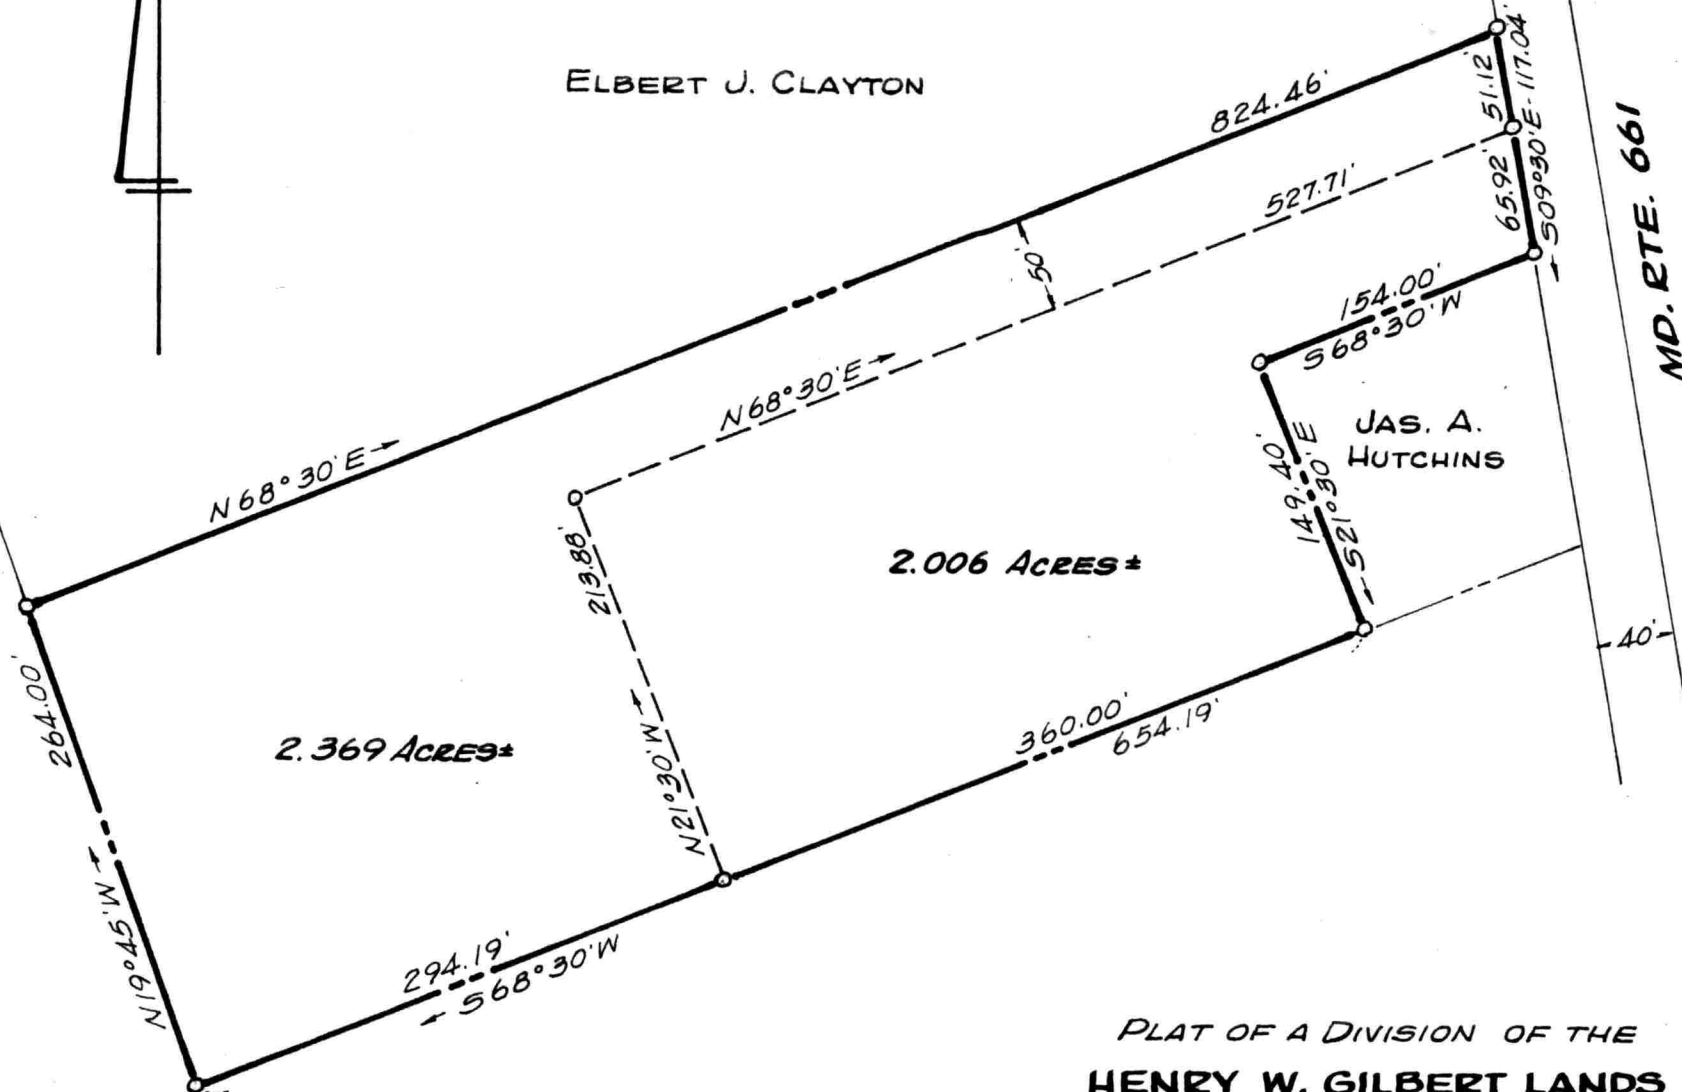 ELBERT J. CLAYTON
824.46'
51.12'
S09°30'E-117.04'
65.92'
MD. RTE. 661
527.71'
50'
154.00'
S68°30'W
N68°30'E
N68°30'E
JAS. A.
HUTCHINS
149.40'
S21°30'E
213.88'
2.006 ACRES±
40'
264.00'
2.369 ACRES±
N21°30'W
360.00'
654.19'
N19°45'W
294.19'
S68°30'W
PLAT OF A DIVISION OF THE
HENRY W. GILBERT LANDS